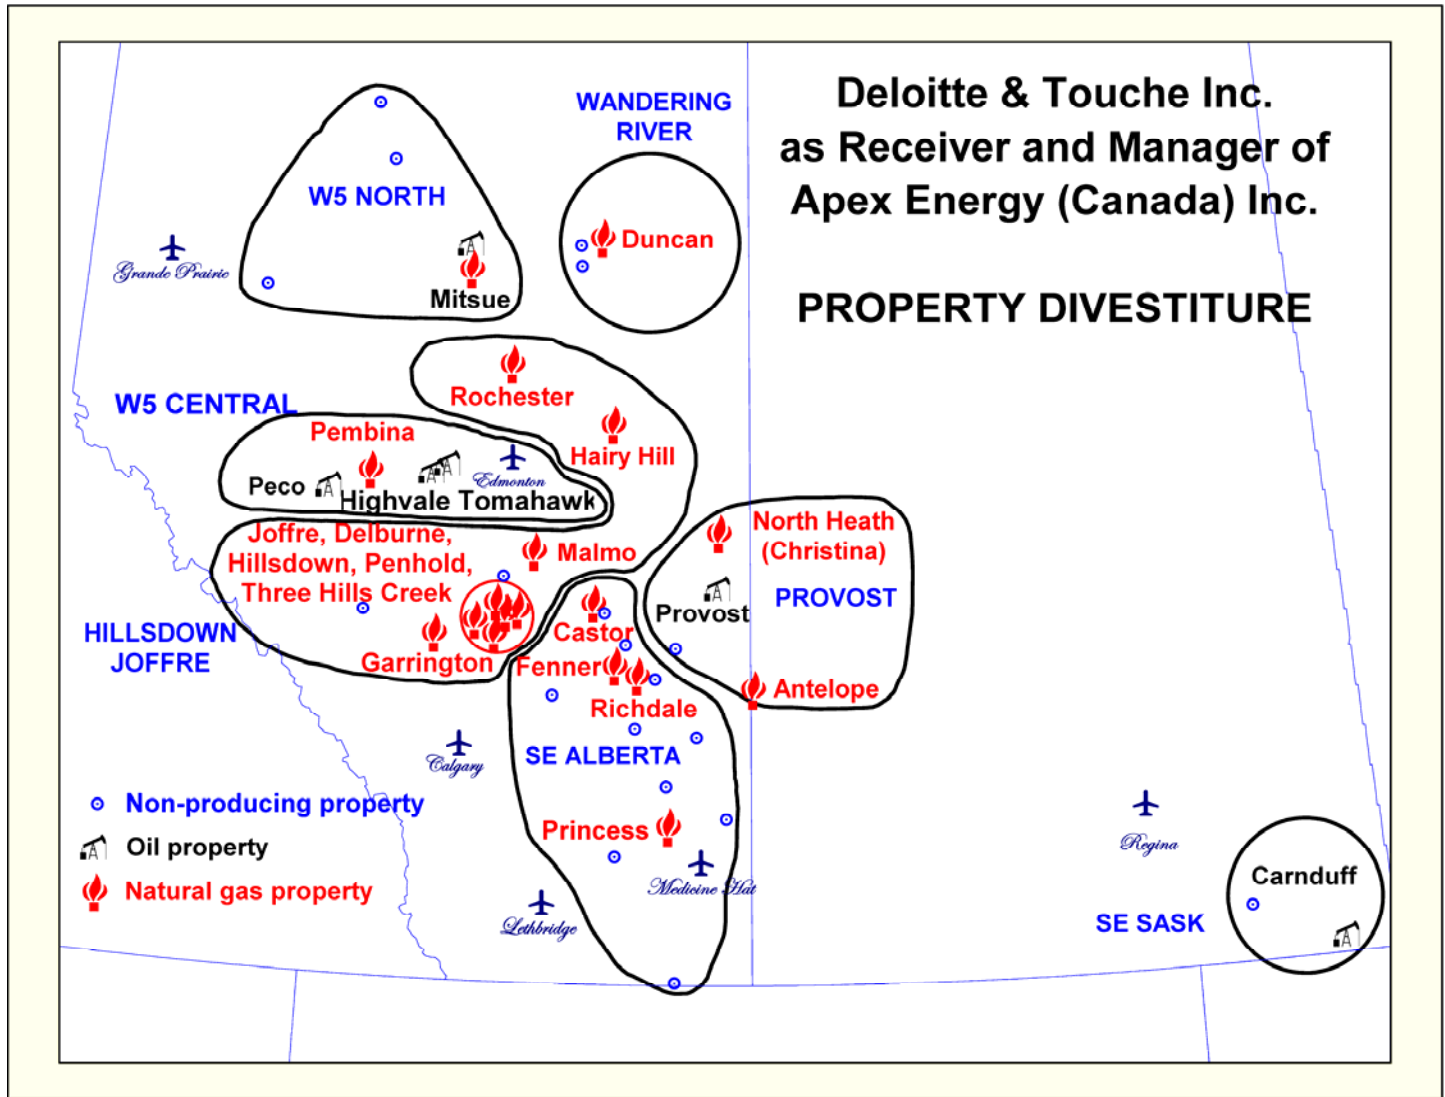 Deloitte & Touche Inc.
as Receiver and Manager of
Apex Energy (Canada) Inc.
PROPERTY DIVESTITURE
WANDERING
RIVER
W5 NORTH
Duncan
Grande Prairie
Mitsue
Rochester
W5 CENTRAL
Pembina
Hairy Hill
Peco
Edmonton
Highvale Tomahawk
Joffre, Delburne,
Hillsdown, Penhold,
Three Hills Creek
Malmo
North Heath
(Christina)
Provost
PROVOST
HILLSDOWN
JOFFRE
Garrington
Castor
Fenner
Richdale
Antelope
SE ALBERTA
Calgary
Princess
Medicine Hat
Lethbridge
Regina
Carnduff
SE SASK
Non-producing property
Oil property
Natural gas property